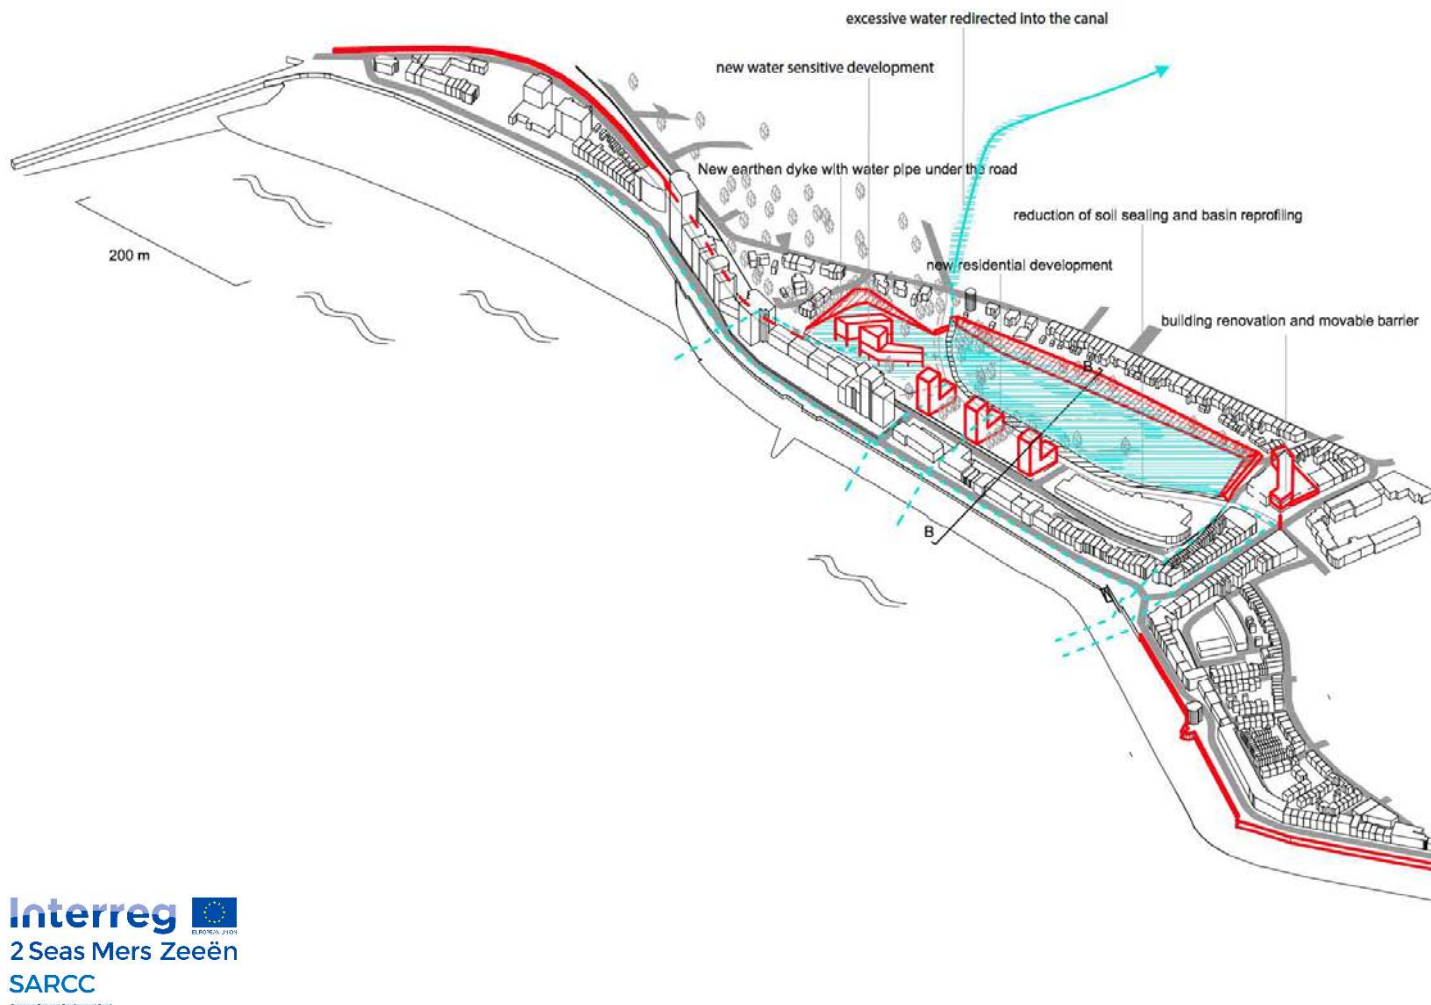 excessive water redirected into the canal
new water sensitive development
New earthen dyke with water pipe under the road
reduction of soil sealing and basin reprofiling
200 m
new residential development
building renovation and movable barrier
B
B
Interreg
EUROPEAN UNION
2 Seas Mers Zeeën
SARCC